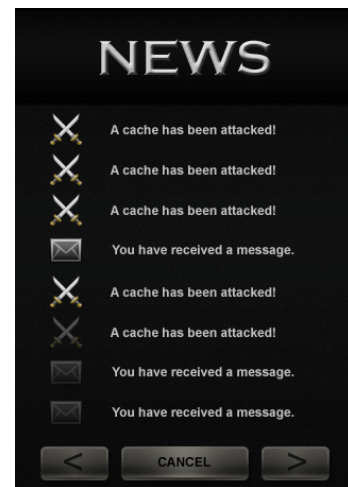 NEWS
A cache has been attacked!
A cache has been attacked!
A cache has been attacked!
You have received a message.
A cache has been attacked!
A cache has been attacked!
You have received a message.
You have received a message.
< CANCEL >